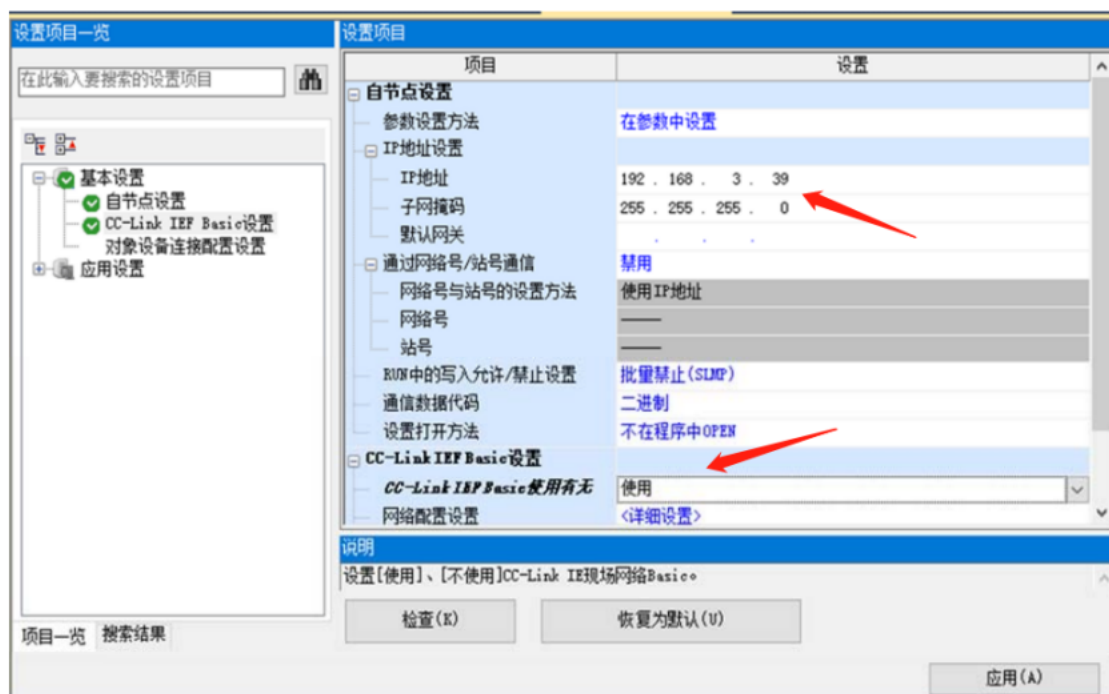 设置项目一览
在此输入要搜索的设置项目
基本设置
自节点设置
CC-Link IEF Basic设置
对象设备连接配置设置
应用设置
项目一览 搜索结果
设置项目
项目 设置
自节点设置
参数设置方法 在参数中设置
IP地址设置
IP地址 192 . 168 . 3 . 39
子网掩码 255 . 255 . 255 . 0
默认网关 . . .
通过网络号/站号通信 禁用
网络号与站号的设置方法 使用IP地址
网络号 ——
站号 ——
RUN中的写入允许/禁止设置 批量禁止(SLMP)
通信数据代码 二进制
设置打开方法 不在程序中OPEN
CC-Link IEF Basic设置
CC-Link IEF Basic使用有无 使用
网络配置设置 <详细设置>
说明
设置[使用]、[不使用]CC-Link IE现场网络Basic。
检查(K) 恢复为默认(U)
应用(A)